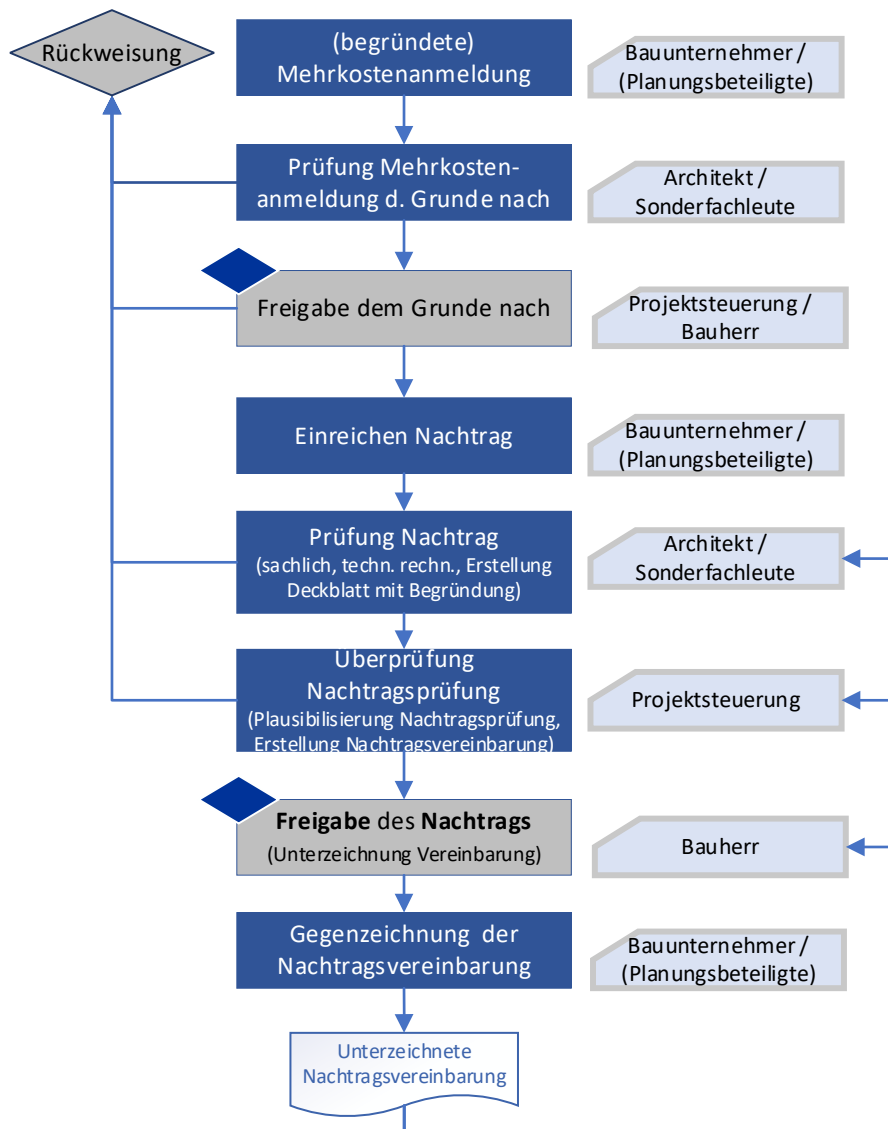 Rückweisung
(begründete)
Mehrkostenanmeldung
Bauunternehmer /
(Planungsbeteiligte)
Prüfung Mehrkosten-
anmeldung d. Grunde nach
Architekt /
Sonderfachleute
Freigabe dem Grunde nach
Projektsteuerung /
Bauherr
Einreichen Nachtrag
Bauunternehmer /
(Planungsbeteiligte)
Prüfung Nachtrag
(sachlich, techn. rechn., Erstellung
Deckblatt mit Begründung)
Architekt /
Sonderfachleute
Überprüfung
Nachtragsprüfung
(Plausibilisierung Nachtragsprüfung,
Erstellung Nachtragsvereinbarung)
Projektsteuerung
Freigabe des Nachtrags
(Unterzeichnung Vereinbarung)
Bauherr
Gegenzeichnung der
Nachtragsvereinbarung
Bauunternehmer /
(Planungsbeteiligte)
Unterzeichnete
Nachtragsvereinbarung